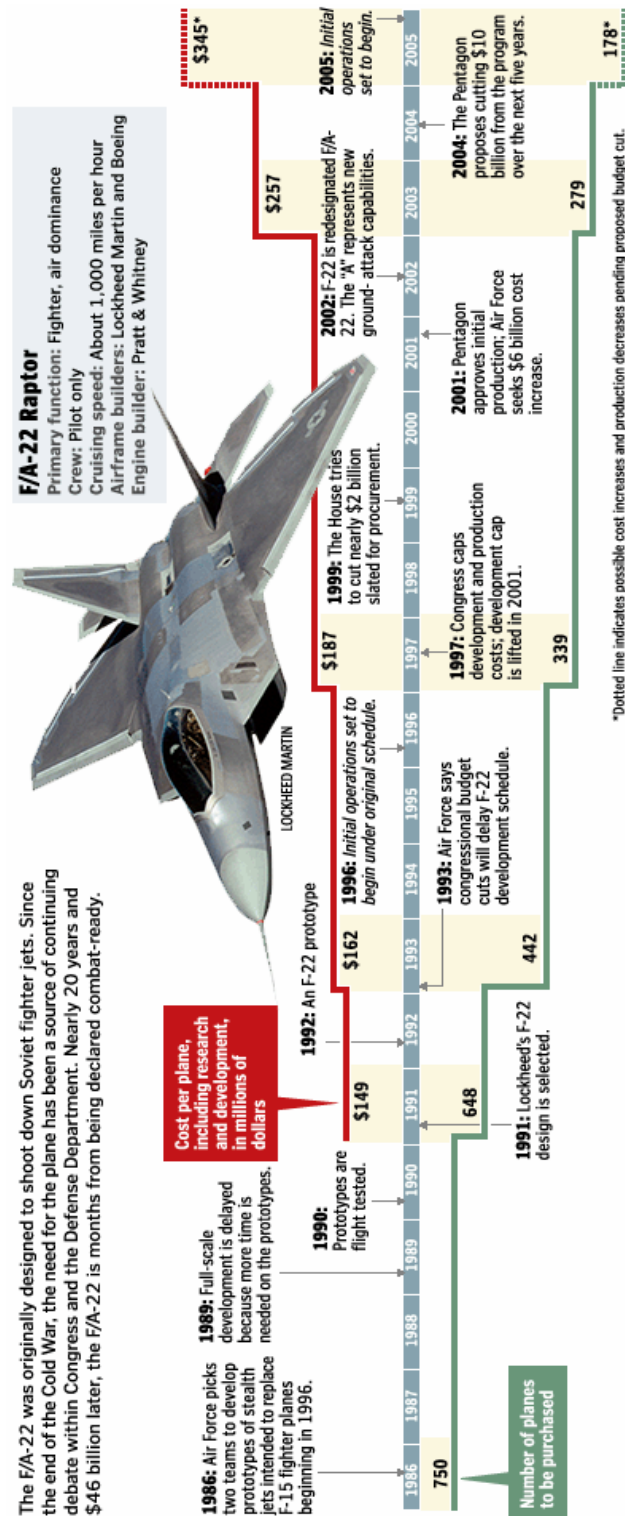 The F/A-22 was originally designed to shoot down Soviet fighter jets. Since
the end of the Cold War, the need for the plane has been a source of continuing
debate within Congress and the Defense Department. Nearly 20 years and
$46 billion later, the F/A-22 is months from being declared combat-ready.
F/A-22 Raptor
Primary function: Fighter, air dominance
Crew: Pilot only
Cruising speed: About 1,000 miles per hour
Airframe builders: Lockheed Martin and Boeing
Engine builder: Pratt & Whitney
LOCKHEED MARTIN
Cost per plane,
including research
and development,
in millions of
dollars
$149
$162
$187
$257
$345*
1986: Air Force picks
two teams to develop
prototypes of stealth
jets intended to replace
F-15 fighter planes
beginning in 1996.
1989: Full-scale
development is delayed
because more time is
needed on the prototypes.
1990:
Prototypes are
flight tested.
1992: An F-22 prototype
1996: Initial operations set to
begin under original schedule.
1999: The House tries
to cut nearly $2 billion
slated for procurement.
2002: F-22 is redesignated F/A-
22. The "A" represents new
ground- attack capabilities.
2005: Initial
operations
set to begin.
1986
1987
1988
1989
1990
1991
1992
1993
1994
1995
1996
1997
1998
1999
2000
2001
2002
2003
2004
2005
1991: Lockheed's F-22
design is selected.
1993: Air Force says
congressional budget
cuts will delay F-22
development schedule.
1997: Congress caps
development and production
costs; development cap
is lifted in 2001.
2001: Pentagon
approves initial
production; Air Force
seeks $6 billion cost
increase.
2004: The Pentagon
proposes cutting $10
billion from the program
over the next five years.
750
648
442
339
279
178*
Number of planes
to be purchased
*Dotted line indicates possible cost increases and production decreases pending proposed budget cut.